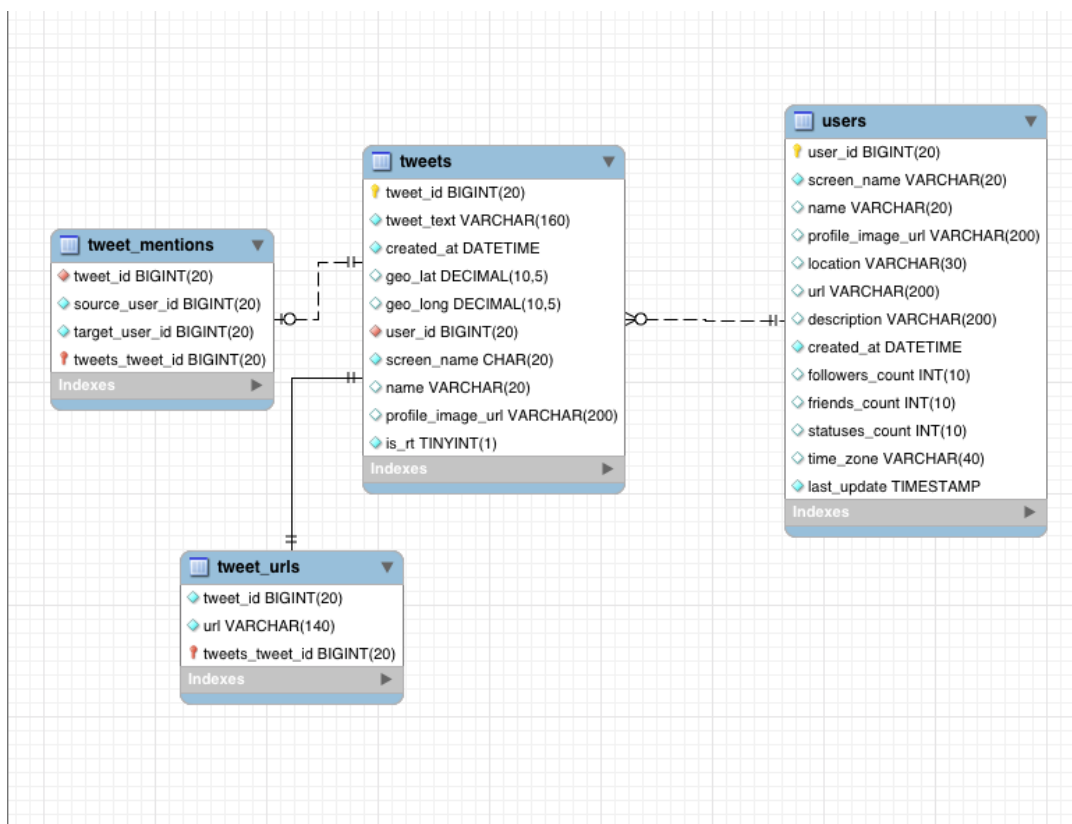 tweet_mentions
tweet_id BIGINT(20)
source_user_id BIGINT(20)
target_user_id BIGINT(20)
tweets_tweet_id BIGINT(20)
Indexes
tweets
tweet_id BIGINT(20)
tweet_text VARCHAR(160)
created_at DATETIME
geo_lat DECIMAL(10,5)
geo_long DECIMAL(10,5)
user_id BIGINT(20)
screen_name CHAR(20)
name VARCHAR(20)
profile_image_url VARCHAR(200)
is_rt TINYINT(1)
Indexes
users
user_id BIGINT(20)
screen_name VARCHAR(20)
name VARCHAR(20)
profile_image_url VARCHAR(200)
location VARCHAR(30)
url VARCHAR(200)
description VARCHAR(200)
created_at DATETIME
followers_count INT(10)
friends_count INT(10)
statuses_count INT(10)
time_zone VARCHAR(40)
last_update TIMESTAMP
Indexes
tweet_urls
tweet_id BIGINT(20)
url VARCHAR(140)
tweets_tweet_id BIGINT(20)
Indexes